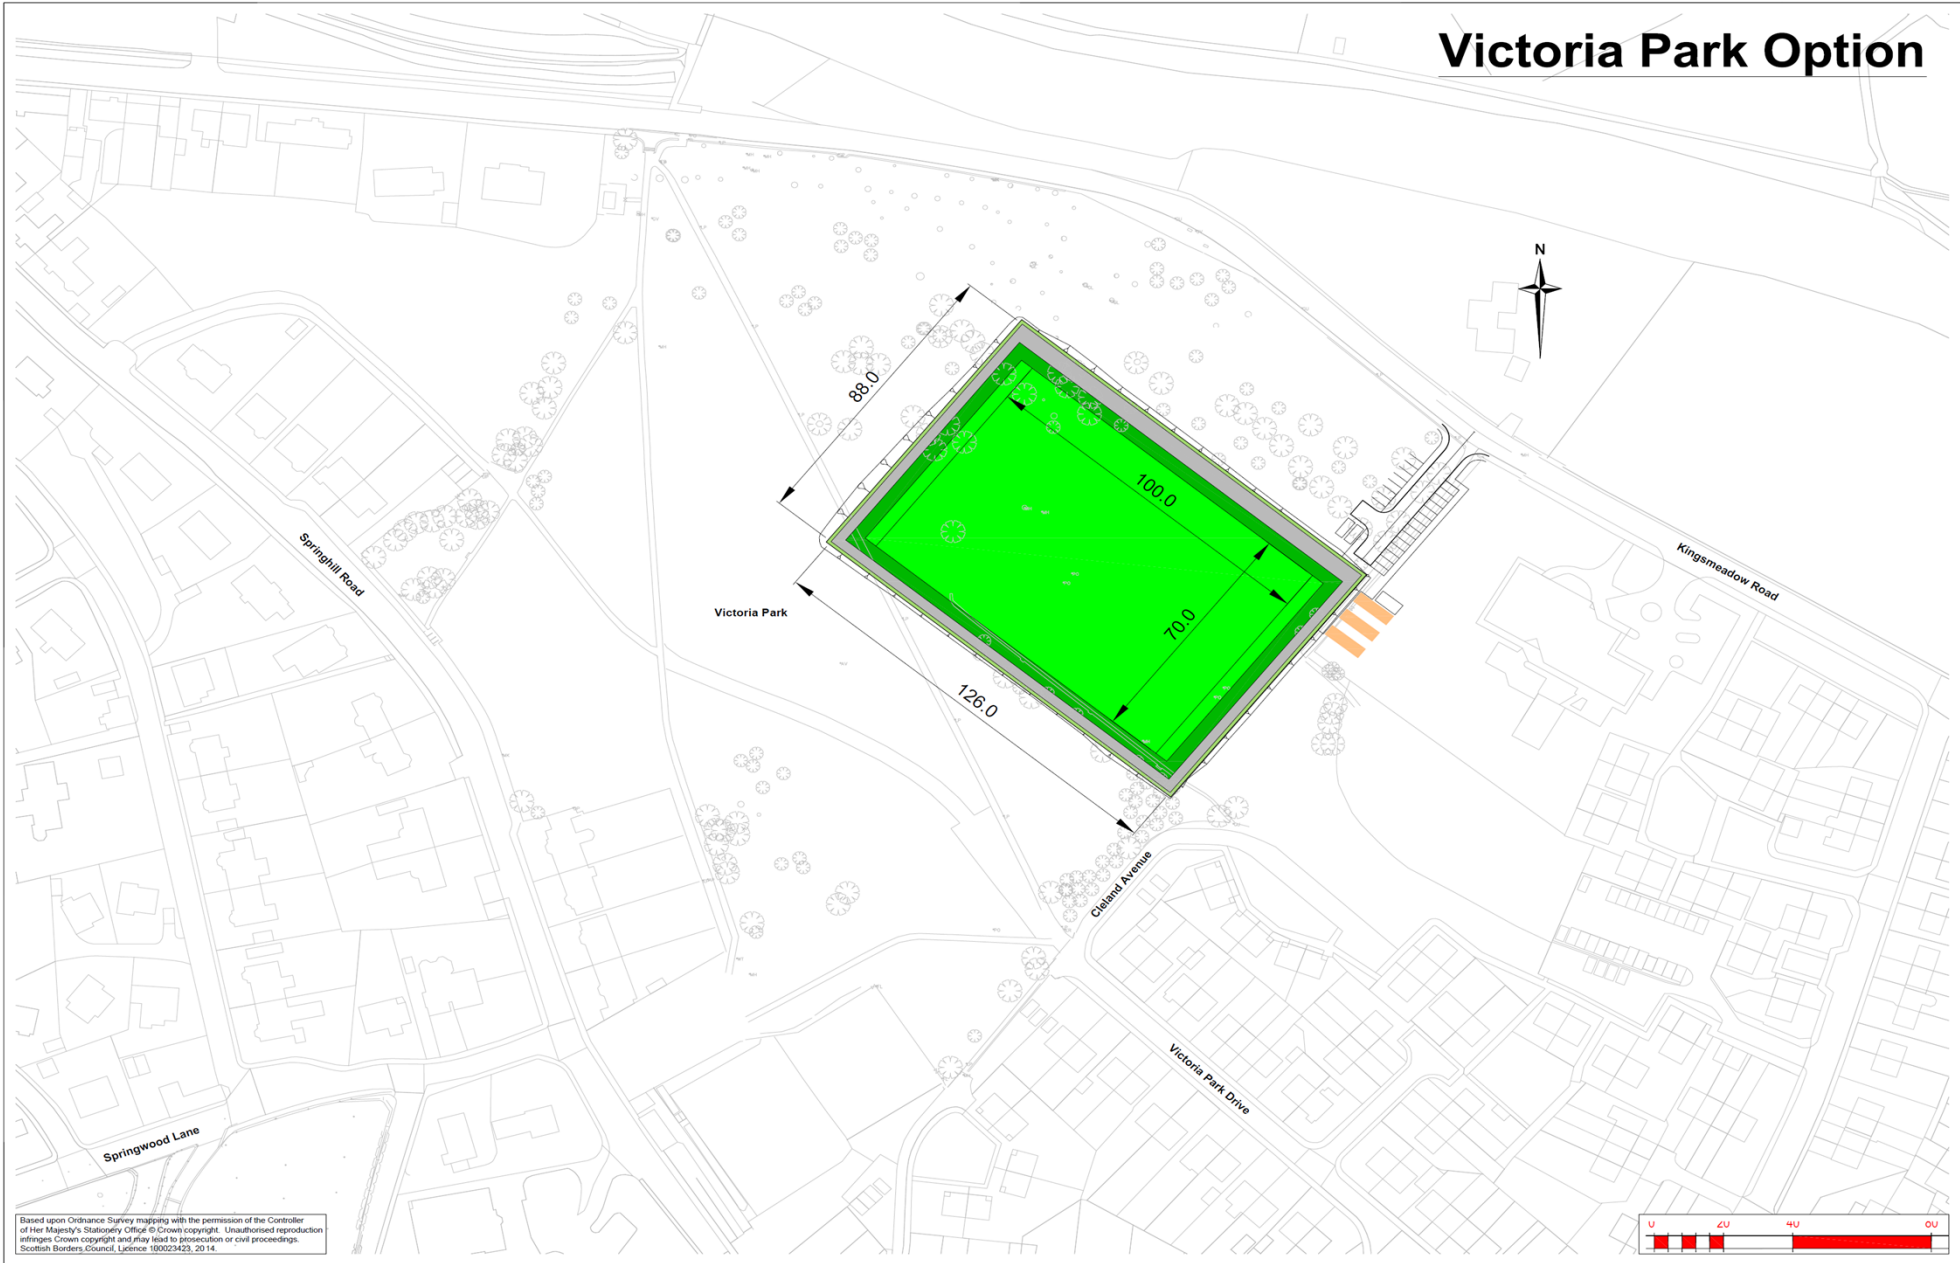 Victoria Park Option
N
88.0
100.0
Springhill Road
Kingsmeadow Road
Victoria Park
70.0
126.0
Cleland Avenue
Victoria Park Drive
Springwood Lane
Based upon Ordnance Survey mapping with the permission of the Controller
of Her Majesty's Stationery Office © Crown copyright. Unauthorised reproduction
infringes Crown copyright and may lead to prosecution or civil proceedings.
Scottish Borders Council, Licence 100023423, 2014.
0 20 40 80